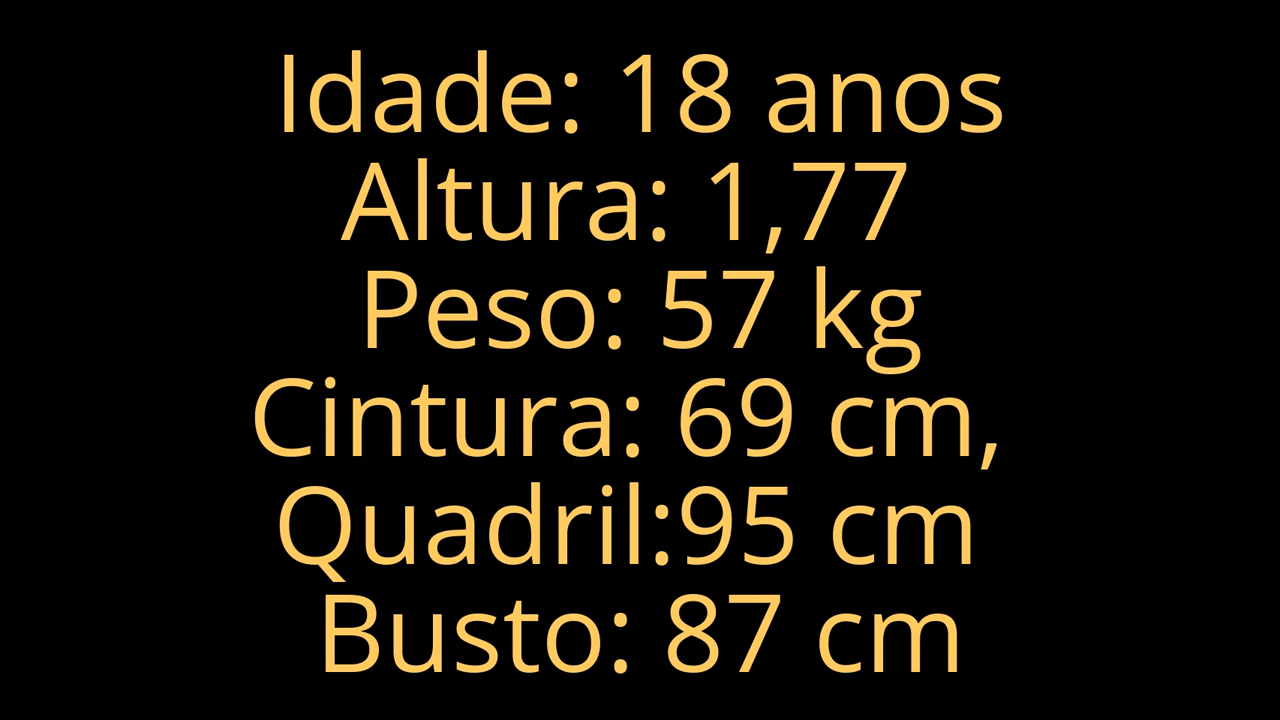 Idade: 18 anos
Altura: 1,77
Peso: 57 kg
Cintura: 69 cm,
Quadril:95 cm
Busto: 87 cm